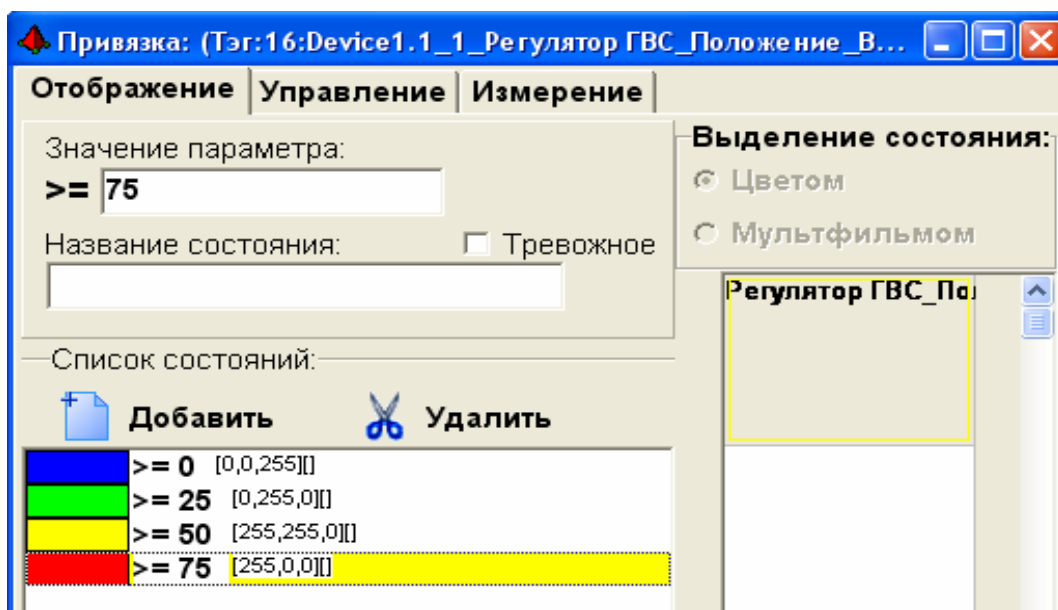 Привязка: (Тэг:16:Device1.1_1_Регулятор ГВС_Положение_В...
Отображение Управление Измерение
Значение параметра:
>= 75
Название состояния: Тревожное
Выделение состояния:
Цветом
Мультфильмом
Регулятор ГВС_Пол
Список состояний:
Добавить Удалить
>= 0 [0,0,255][]
>= 25 [0,255,0][]
>= 50 [255,255,0][]
>= 75 [255,0,0][]